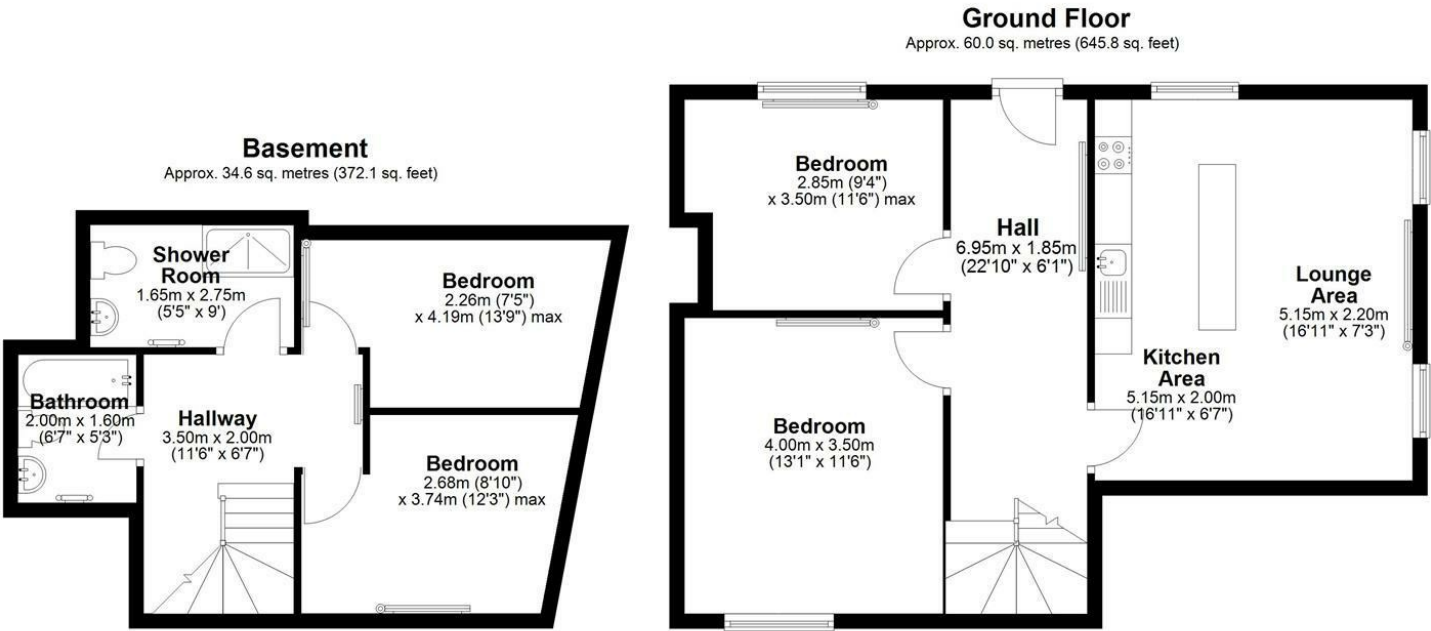 Basement
Approx. 34.6 sq. metres (372.1 sq. feet)
Shower
Room
1.65m x 2.75m
(5'5" x 9')
Bedroom
2.26m (7'5")
x 4.19m (13'9") max
Bathroom
2.00m x 1.60m
(6'7" x 5'3")
Hallway
3.50m x 2.00m
(11'6" x 6'7")
Bedroom
2.68m (8'10")
x 3.74m (12'3") max
Ground Floor
Approx. 60.0 sq. metres (645.8 sq. feet)
Bedroom
2.85m (9'4")
x 3.50m (11'6") max
Hall
6.95m x 1.85m
(22'10" x 6'1")
Lounge
Area
5.15m x 2.20m
(16'11" x 7'3")
Kitchen
Area
5.15m x 2.00m
(16'11" x 6'7")
Bedroom
4.00m x 3.50m
(13'1" x 11'6")